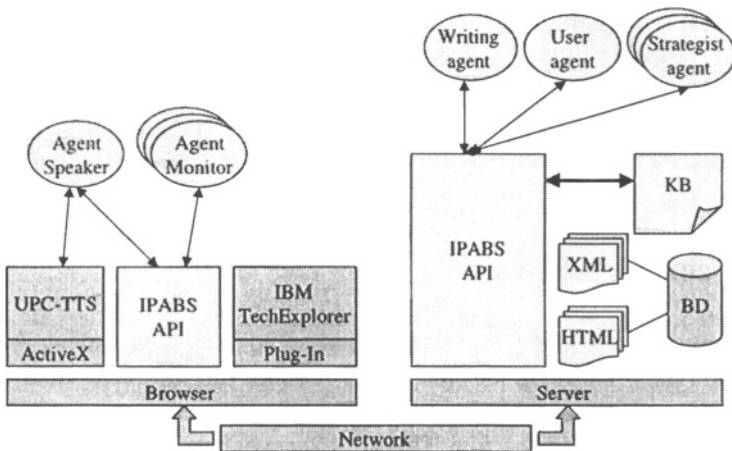 Writing
agent
User
agent
Strategist
agent
Agent
Speaker
Agent
Monitor
UPC-TTS
ActiveX
IPABS
API
IBM
TechExplorer
Plug-In
IPABS
API
KB
XML
HTML
BD
Browser
Server
Network